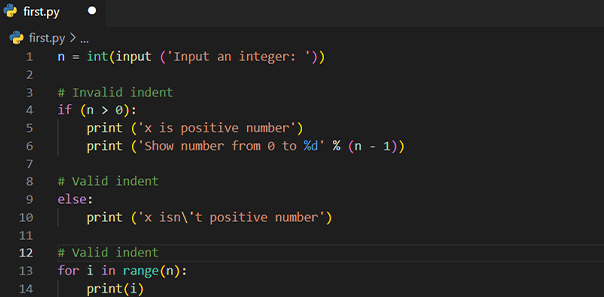 first.py
first.py > ...
1 n = int(input ('Input an integer: '))
2
3 # Invalid indent
4 if (n > 0):
5 print ('x is positive number')
6 print ('Show number from 0 to %d' % (n - 1))
7
8 # Valid indent
9 else:
10 print ('x isn\'t positive number')
11
12 # Valid indent
13 for i in range(n):
14 print(i)